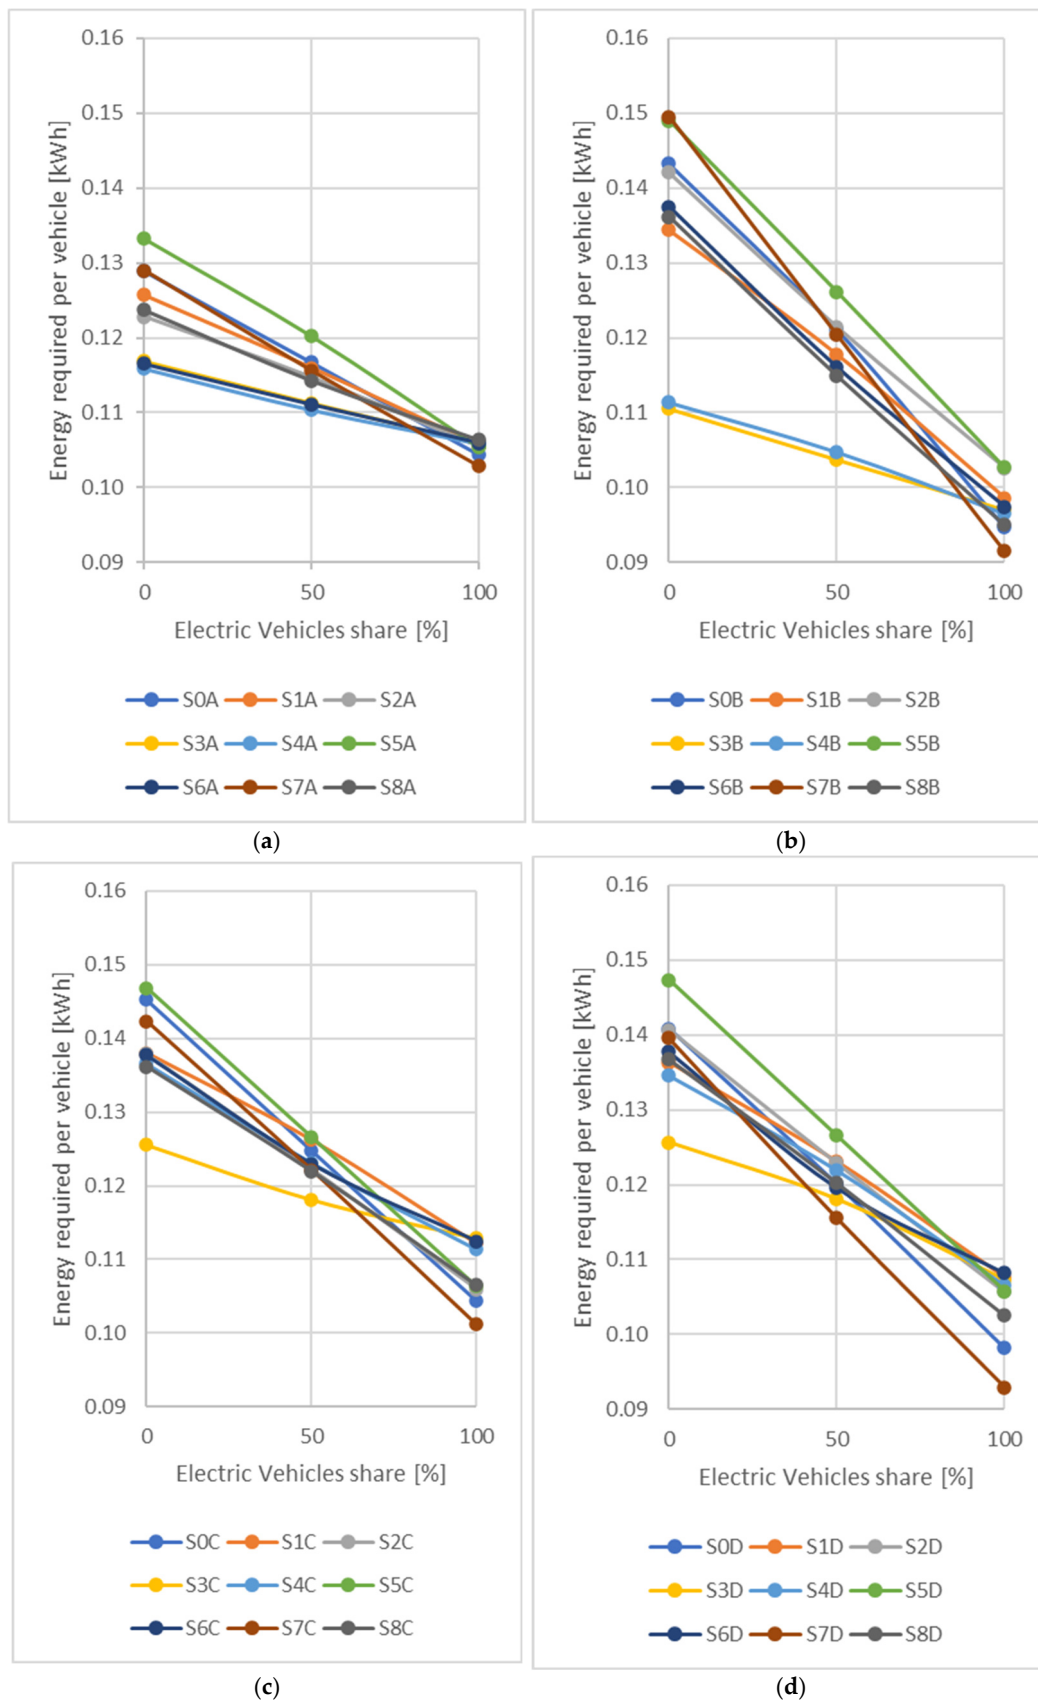 0.16
0.15
0.14
0.13
0.12
0.11
0.10
0.09
Energy required per vehicle [kWh]
0 50 100
Electric Vehicles share [%]
S0A S1A S2A
S3A S4A S5A
S6A S7A S8A
(a)
0.16
0.15
0.14
0.13
0.12
0.11
0.10
0.09
Energy required per vehicle [kWh]
0 50 100
Electric Vehicles share [%]
S0B S1B S2B
S3B S4B S5B
S6B S7B S8B
(b)
0.16
0.15
0.14
0.13
0.12
0.11
0.10
0.09
Energy required per vehicle [kWh]
0 50 100
Electric Vehicles share [%]
S0C S1C S2C
S3C S4C S5C
S6C S7C S8C
(c)
0.16
0.15
0.14
0.13
0.12
0.11
0.10
0.09
Energy required per vehicle [kWh]
0 50 100
Electric Vehicles share [%]
S0D S1D S2D
S3D S4D S5D
S6D S7D S8D
(d)